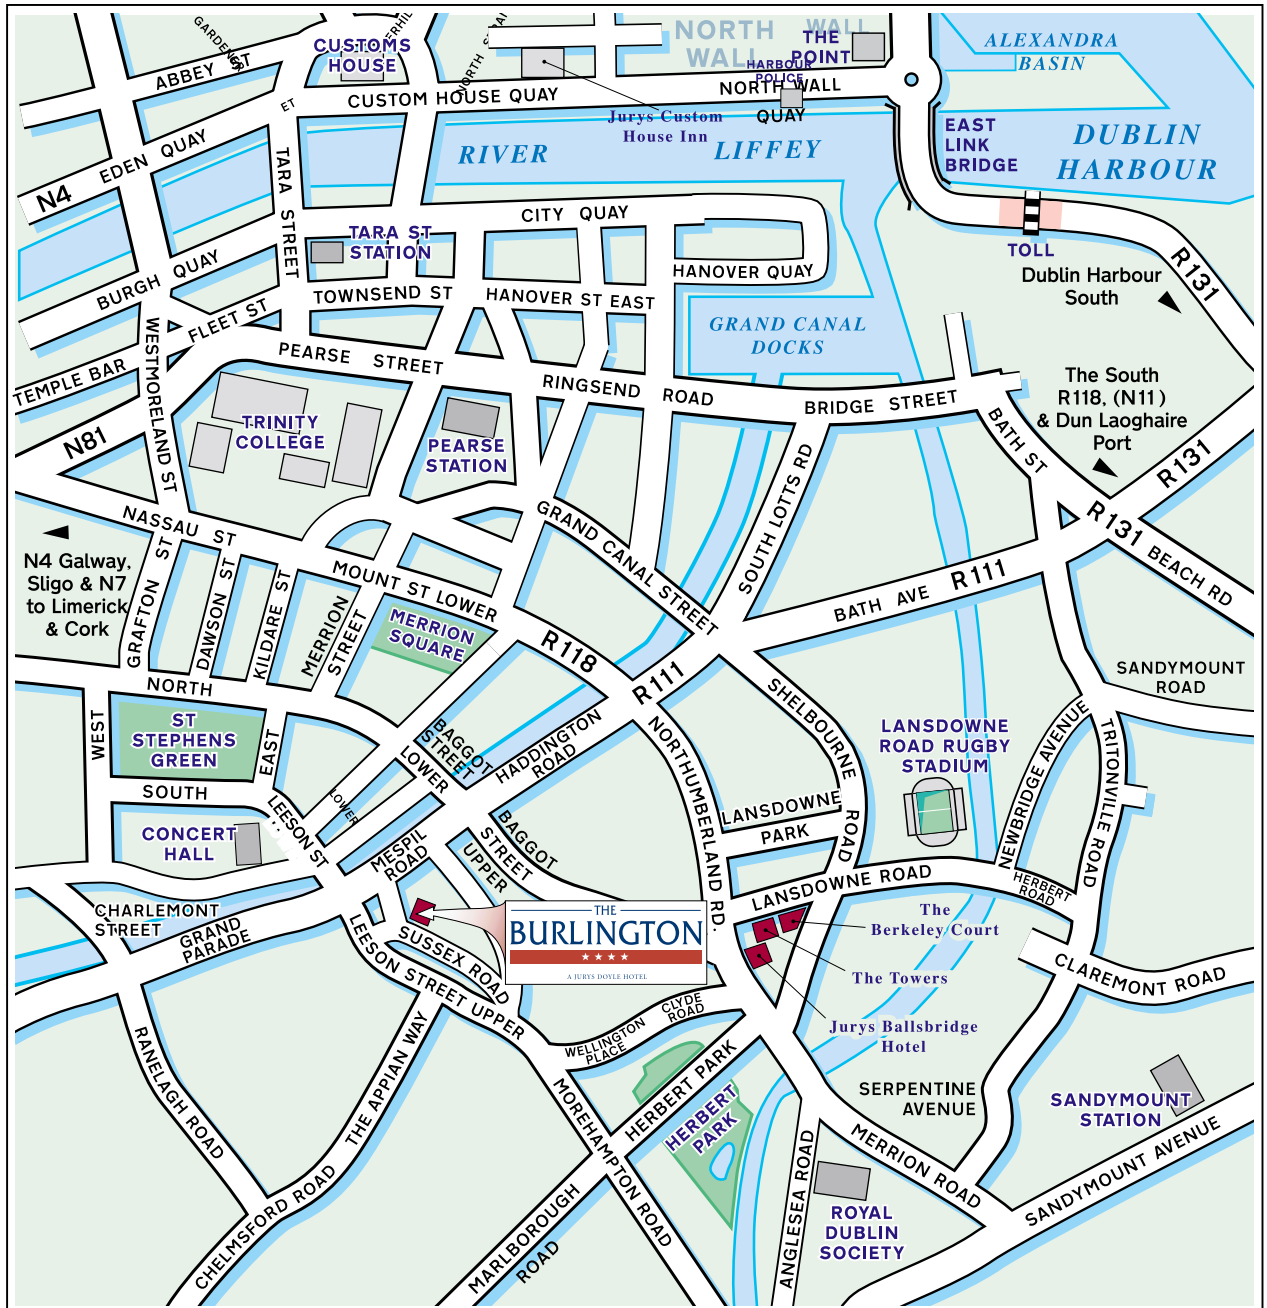 NORTH
WALL
WALL
THE
POINT
ALEXANDRA
BASIN
GARDENER
CUSTOMS
HOUSE
ABBEY ST
HARBOUR
POLICE
NORTH WALL
QUAY
CUSTOM HOUSE QUAY
Jurys Custom
House Inn
EAST
LINK
BRIDGE
DUBLIN
HARBOUR
RIVER LIFFEY
EDEN QUAY
N4
TARA STREET
CITY QUAY
TARA ST
STATION
TOLL
Dublin Harbour
South
R131
BURGH QUAY
HANOVER QUAY
TOWNSEND ST
HANOVER ST EAST
FLEET ST
GRAND CANAL
DOCKS
WESTMORELAND ST
TEMPLE BAR
PEARSE STREET
RINGSEND ROAD
BRIDGE STREET
The South
R118, (N11)
& Dun Laoghaire
Port
N81
TRINITY
COLLEGE
PEARSE
STATION
BATH ST
R131
SOUTH LOTTS RD
NASSAU ST
GRAND CANAL STREET
R131
BEACH RD
N4 Galway,
Sligo & N7
to Limerick
& Cork
GRAFTON ST
DAWSON ST
KILDARE ST
MERRION
STREET
MOUNT ST LOWER
MERRION
SQUARE
R118
R111
BATH AVE
R111
SANDYMOUNT
ROAD
NORTH
WEST
ST
STEPHENS
GREEN
EAST
SOUTH
BAGGOT
STREET
LOWER
HADDINGTON
ROAD
NORTHUMBERLAND RD.
SHELBOURNE
ROAD
LANSDOWNE
ROAD RUGBY
STADIUM
NEWBRIDGE AVENUE
TRITONVILLE ROAD
CONCERT
HALL
LEESON ST
LOWER
MESPIL
ROAD
BAGGOT
STREET
UPPER
LANSDOWNE
PARK
LANSDOWNE ROAD
HERBERT
ROAD
CHARLEMONT
STREET
GRAND
PARADE
SUSSEX ROAD
LEESON STREET UPPER
THE
BURLINGTON
A JURYS DOYLE HOTEL
The
Berkeley Court
The Towers
Jurys Ballsbridge
Hotel
CLAREMONT ROAD
CLYDE
ROAD
WELLINGTON
PLACE
RANELAGH ROAD
THE APPIAN WAY
HERBERT PARK
HERBERT
PARK
MOREHAMPTON ROAD
SERPENTINE
AVENUE
SANDYMOUNT
STATION
MERRION ROAD
SANDYMOUNT AVENUE
ANGLESEA ROAD
ROYAL
DUBLIN
SOCIETY
CHELMSFORD ROAD
MARLBOROUGH
ROAD